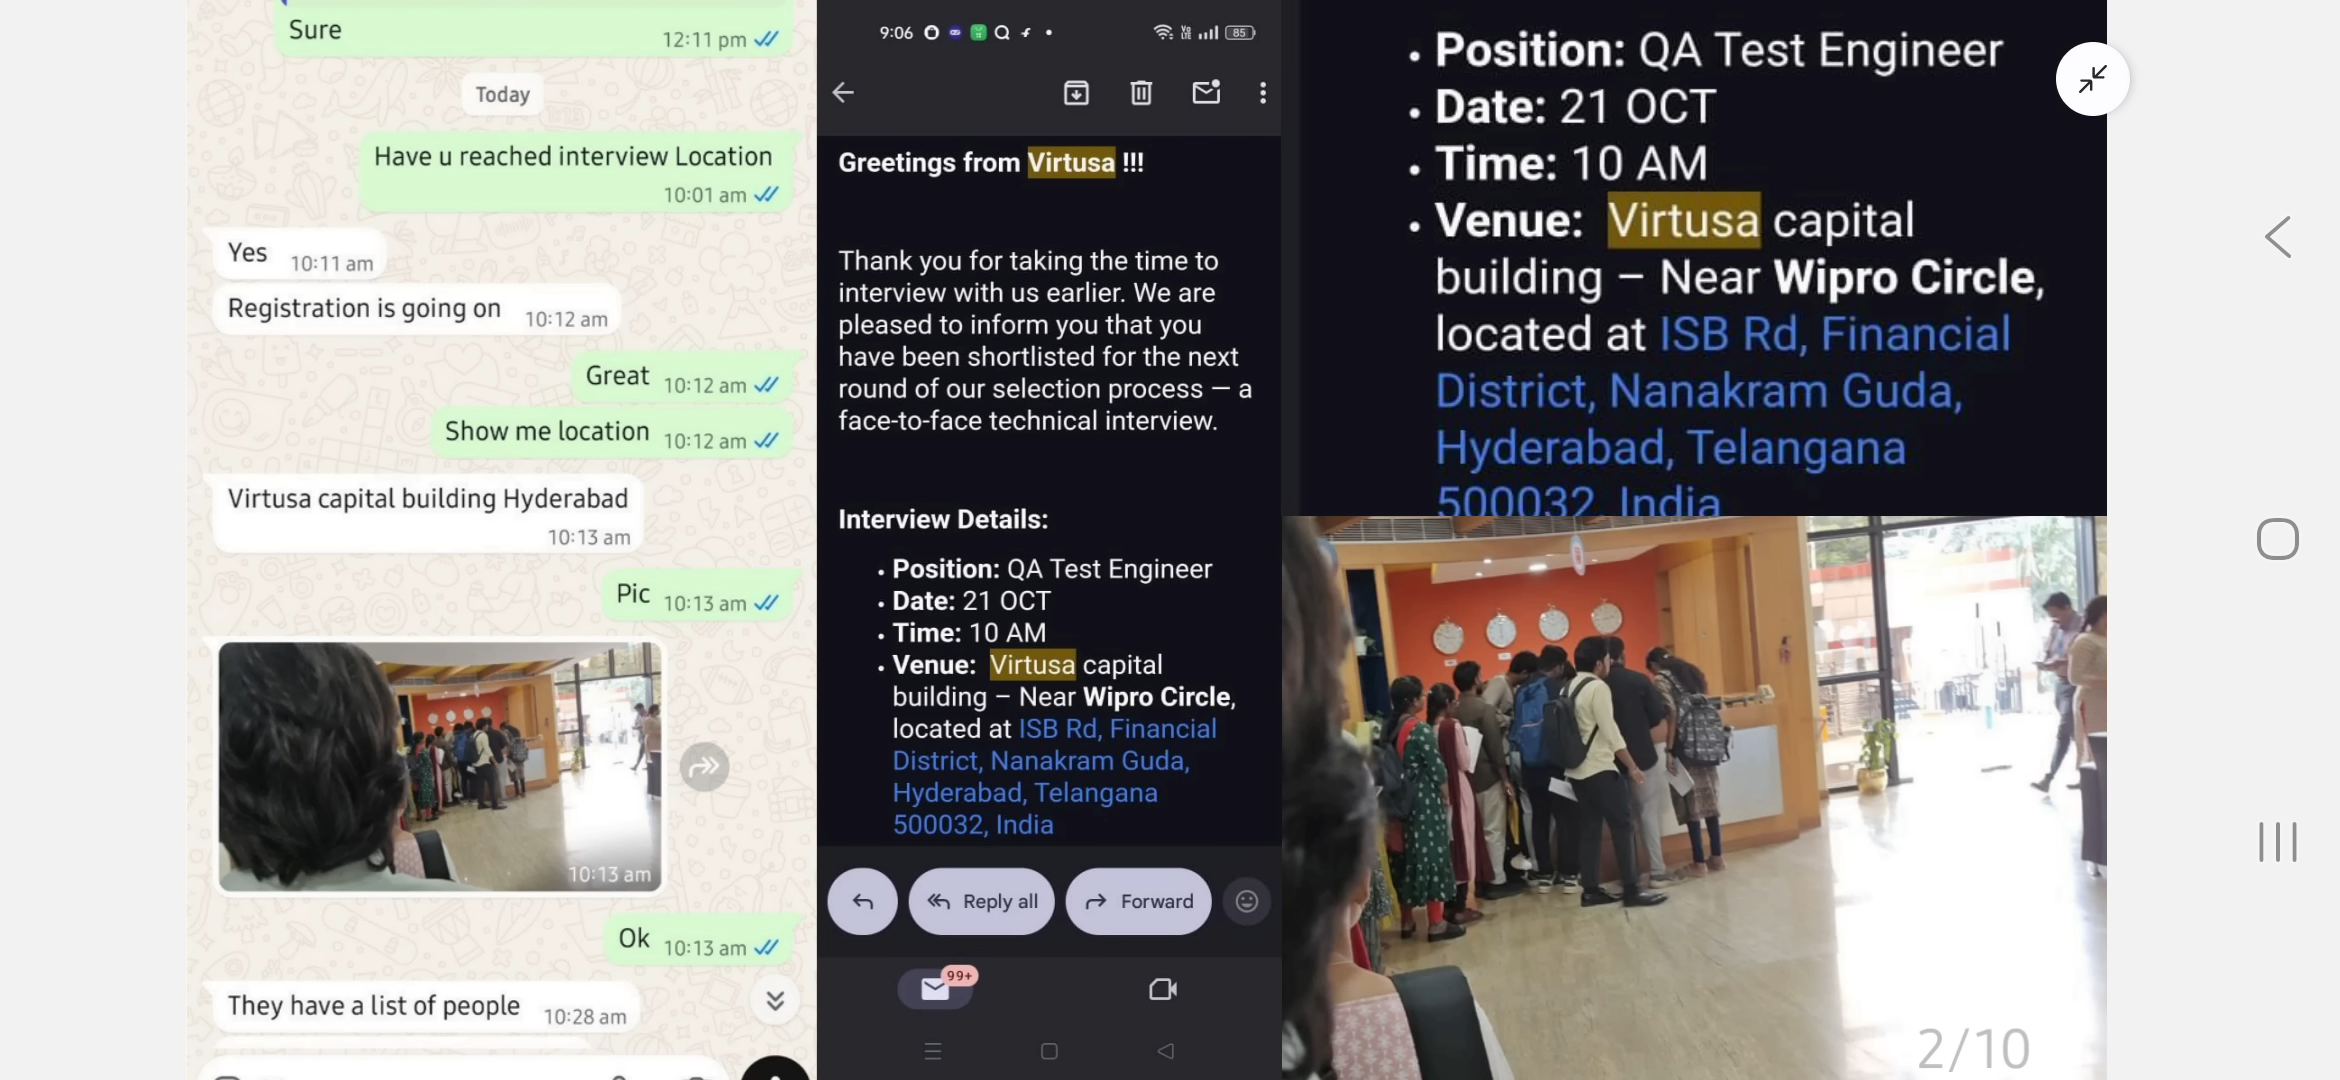 Sure
12:11 pm
Today
Have u reached interview Location
10:01 am
Yes 10:11 am
Registration is going on 10:12 am
Great 10:12 am
Show me location 10:12 am
Virtusa capital building Hyderabad
10:13 am
Pic 10:13 am
10:13 am
Ok 10:13 am
They have a list of people 10:28 am
9:06
Vo
LTE
85
Greetings from Virtusa !!!
Thank you for taking the time to
interview with us earlier. We are
pleased to inform you that you
have been shortlisted for the next
round of our selection process — a
face-to-face technical interview.
Interview Details:
• Position: QA Test Engineer
• Date: 21 OCT
• Time: 10 AM
• Venue: Virtusa capital
building – Near Wipro Circle,
located at ISB Rd, Financial
District, Nanakram Guda,
Hyderabad, Telangana
500032, India
Reply all
Forward
99+
• Position: QA Test Engineer
• Date: 21 OCT
• Time: 10 AM
• Venue: Virtusa capital
building – Near Wipro Circle,
located at ISB Rd, Financial
District, Nanakram Guda,
Hyderabad, Telangana
500032, India
2/10